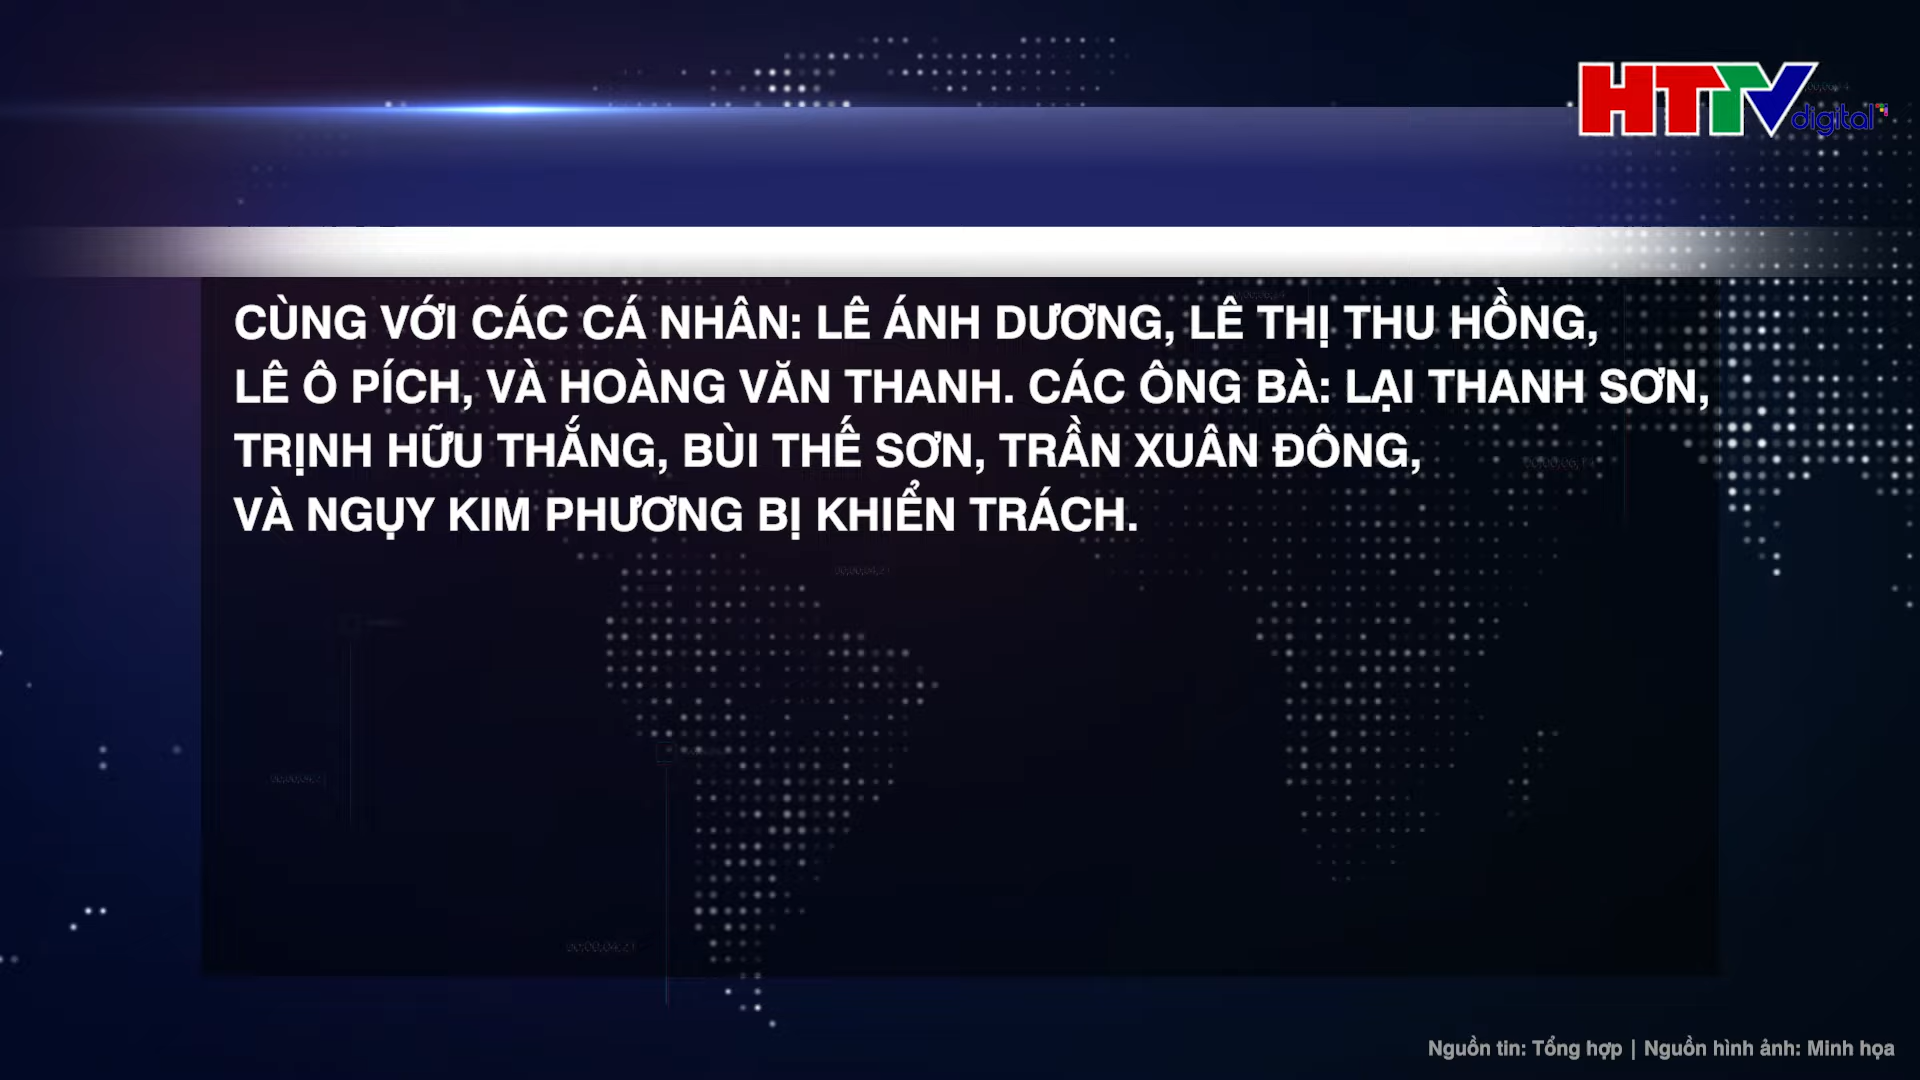 HTTV
digital
CÙNG VỚI CÁC CÁ NHÂN: LÊ ÁNH DƯƠNG, LÊ THỊ THU HỒNG,
LÊ Ô PÍCH, VÀ HOÀNG VĂN THANH. CÁC ÔNG BÀ: LẠI THANH SƠN,
TRỊNH HỮU THẮNG, BÙI THẾ SƠN, TRẦN XUÂN ĐÔNG,
VÀ NGỤY KIM PHƯƠNG BỊ KHIỂN TRÁCH.
Nguồn tin: Tổng hợp | Nguồn hình ảnh: Minh họa